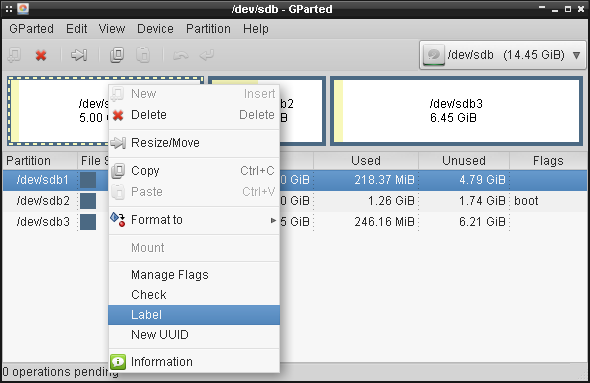 /dev/sdb - GParted
GParted Edit View Device Partition Help
/dev/sdb (14.45 GiB)
/dev/sdb3
5.00 6.45 GiB
Partition File S Used Unused Flags
/dev/sdb1 GiB 218.37 MiB 4.79 GiB
/dev/sdb2 0 GiB 1.26 GiB 1.74 GiB boot
/dev/sdb3 5 GiB 246.16 MiB 6.21 GiB
New Insert
Delete Delete
Resize/Move
Copy Ctrl+C
Paste Ctrl+V
Format to
Mount
Manage Flags
Check
Label
New UUID
Information
0 operations pending